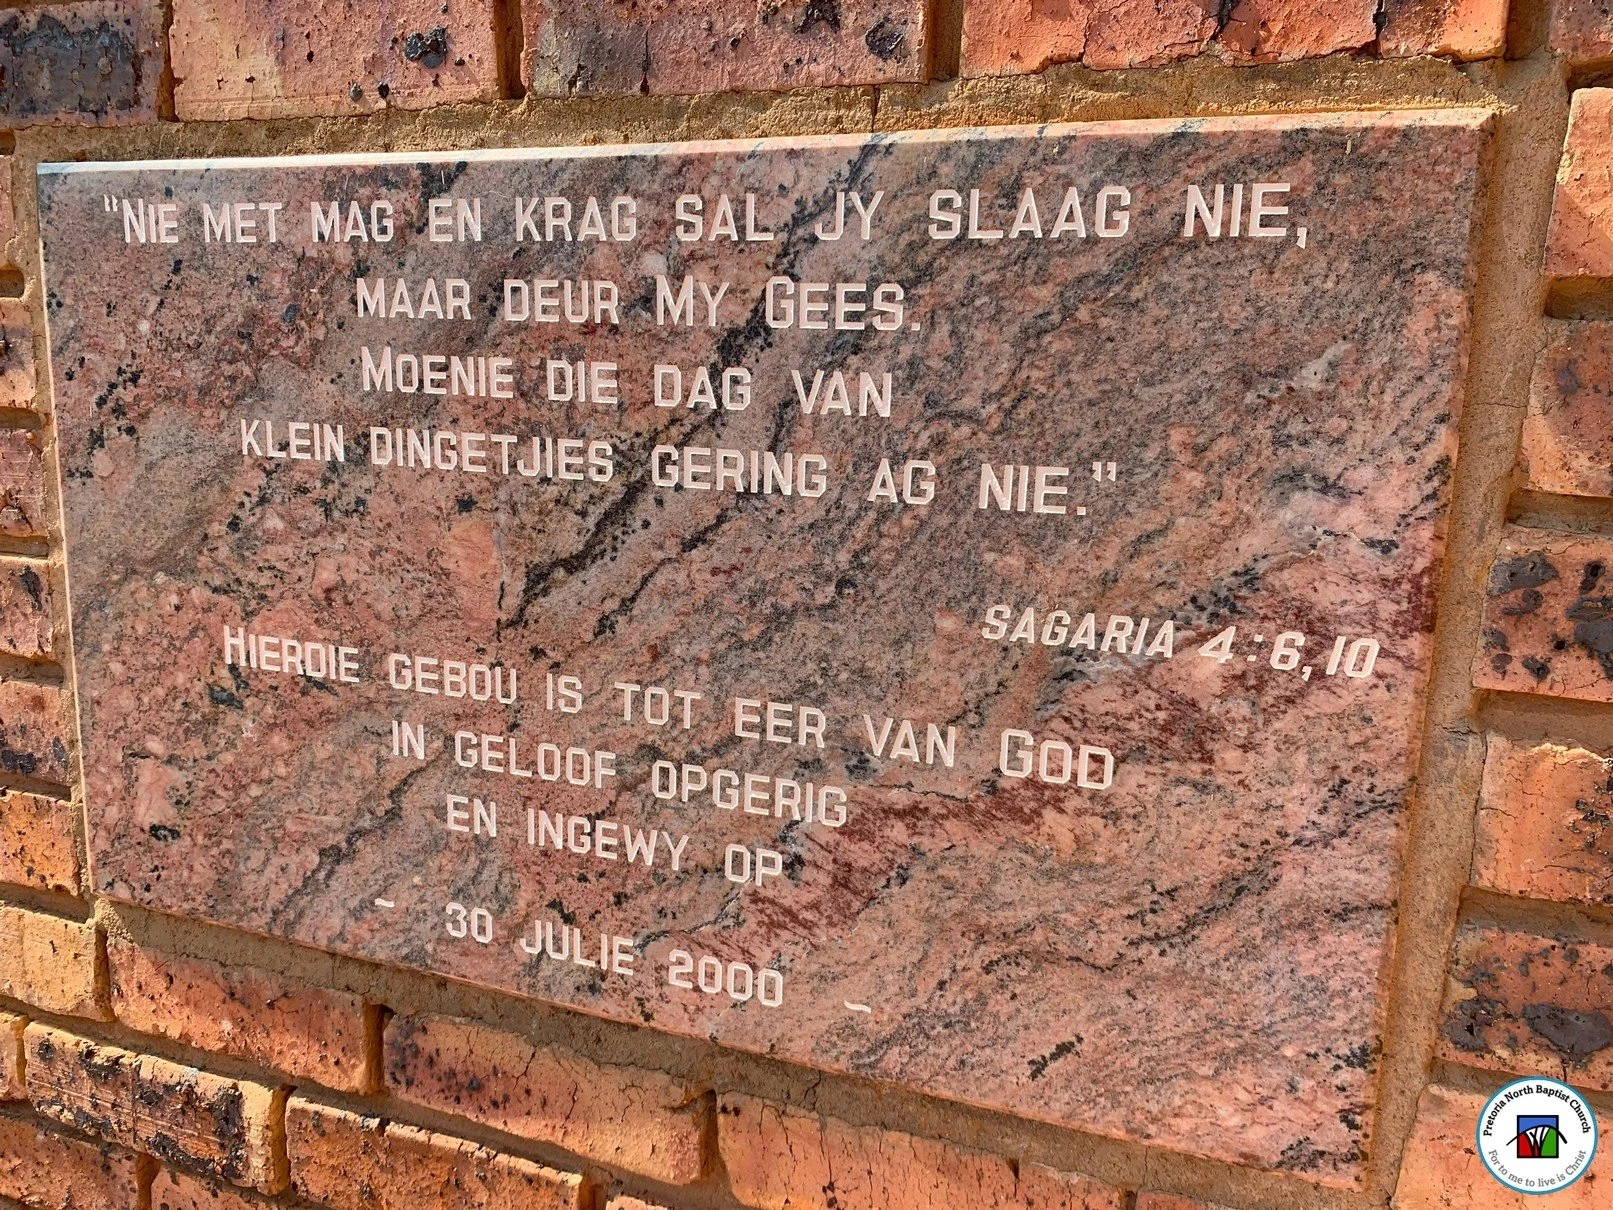 "NIE MET MAG EN KRAG SAL JY SLAAG NIE,
MAAR DEUR MY GEES.
MOENIE DIE DAG VAN
KLEIN DINGETJIES GERING AG NIE."
SAGARIA 4:6,10
HIERDIE GEBOU IS TOT EER VAN GOD
IN GELOOF OPGERIG
EN INGEWY OP
~ 30 JULIE 2000 ~
Pretoria North Baptist Church
For to me to live is Christ